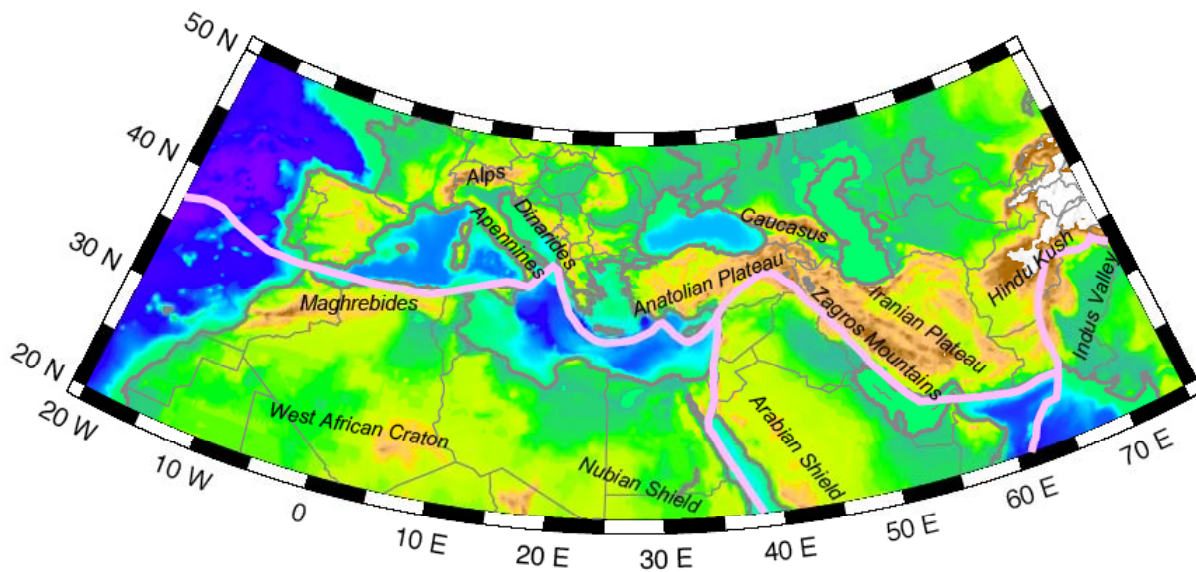 50 N
40 N
30 N
20 N
20 W
10 W
0
10 E
20 E
30 E
40 E
50 E
60 E
70 E
Alps
Dinarides
Apennines
Caucasus
Hindu Kush
Anatolian Plateau
Iranian Plateau
Zagros Mountains
Indus Valley
Maghrebides
West African Craton
Nubian Shield
Arabian Shield